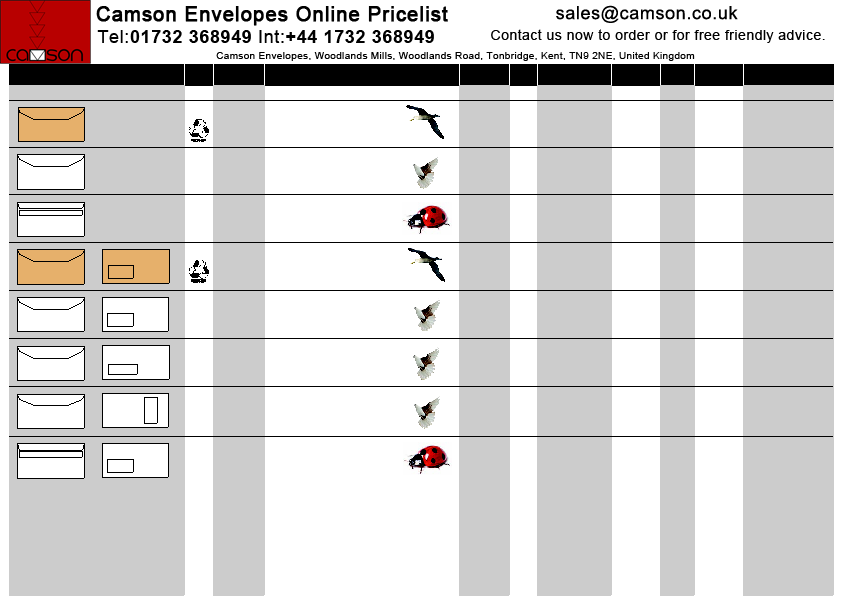 Camson Envelopes Online Pricelist
Tel:01732 368949 Int:+44 1732 368949
sales@camson.co.uk
Contact us now to order or for free friendly advice.
Camson Envelopes, Woodlands Mills, Woodlands Road, Tonbridge, Kent, TN9 2NE, United Kingdom
camson